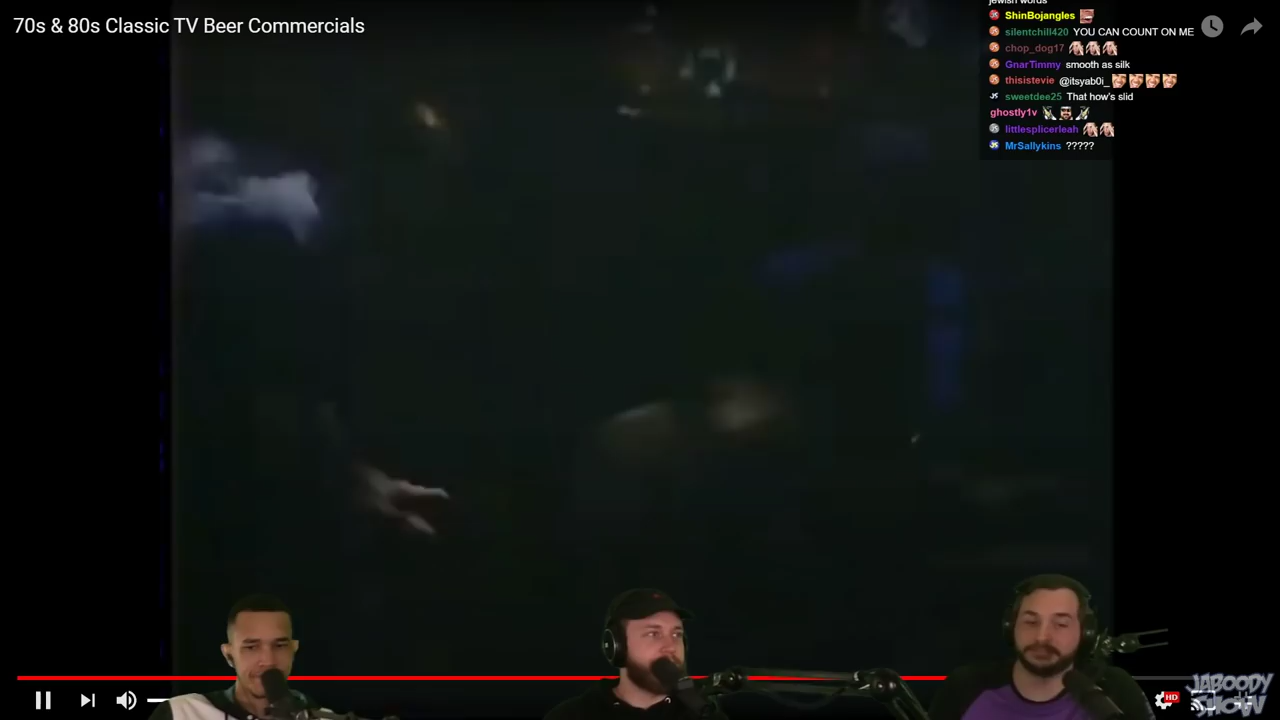 70s & 80s Classic TV Beer Commercials
jewish words
ShinBojangles
silentchill420 YOU CAN COUNT ON ME
chop_dog17
GnarTimmy smooth as silk
thisistevie @itsyab0i_
sweetdee25 That how's slid
ghostly1v
littlesplicerleah
MrSallykins ?????
HD
JABOODY
SHOW